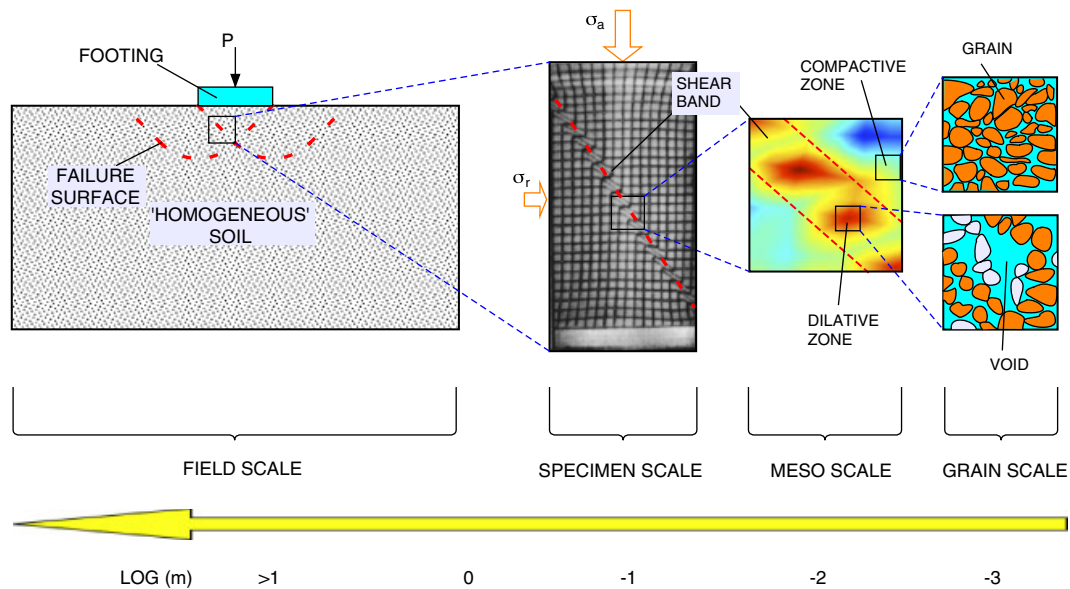 P
FOOTING
FAILURE
SURFACE
'HOMOGENEOUS'
SOIL
σa
σr
SHEAR
BAND
COMPACTIVE
ZONE
GRAIN
DILATIVE
ZONE
VOID
FIELD SCALE
SPECIMEN SCALE
MESO SCALE
GRAIN SCALE
LOG (m) >1 0 -1 -2 -3